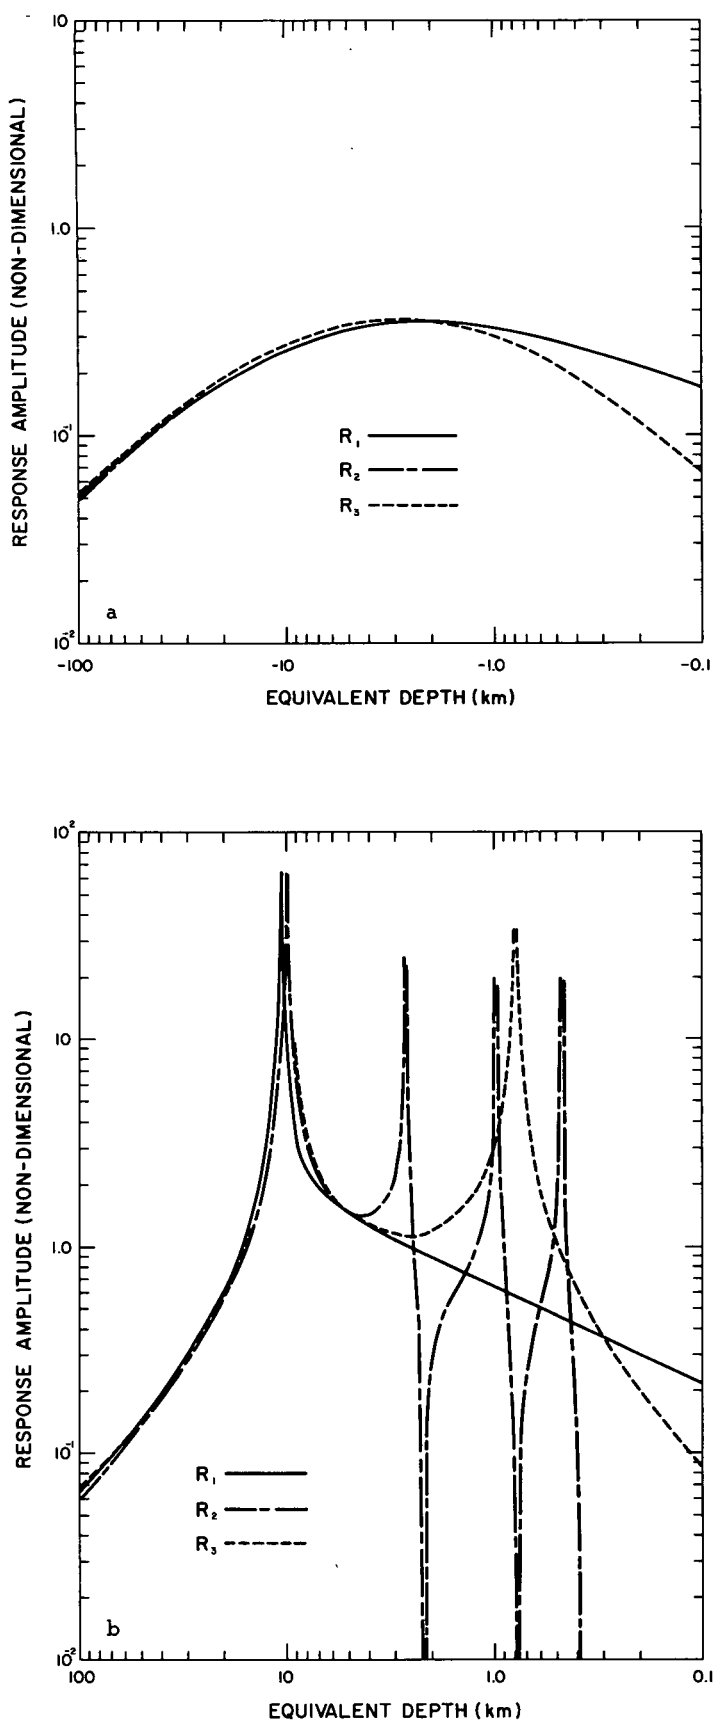 RESPONSE AMPLITUDE (NON-DIMENSIONAL)
10
1.0
10⁻¹
10⁻²
R₁
R₂
R₃
a
-100
-10
-1.0
-0.1
EQUIVALENT DEPTH (km)
RESPONSE AMPLITUDE (NON-DIMENSIONAL)
10²
10
1.0
10⁻¹
10⁻²
R₁
R₂
R₃
b
100
10
1.0
0.1
EQUIVALENT DEPTH (km)